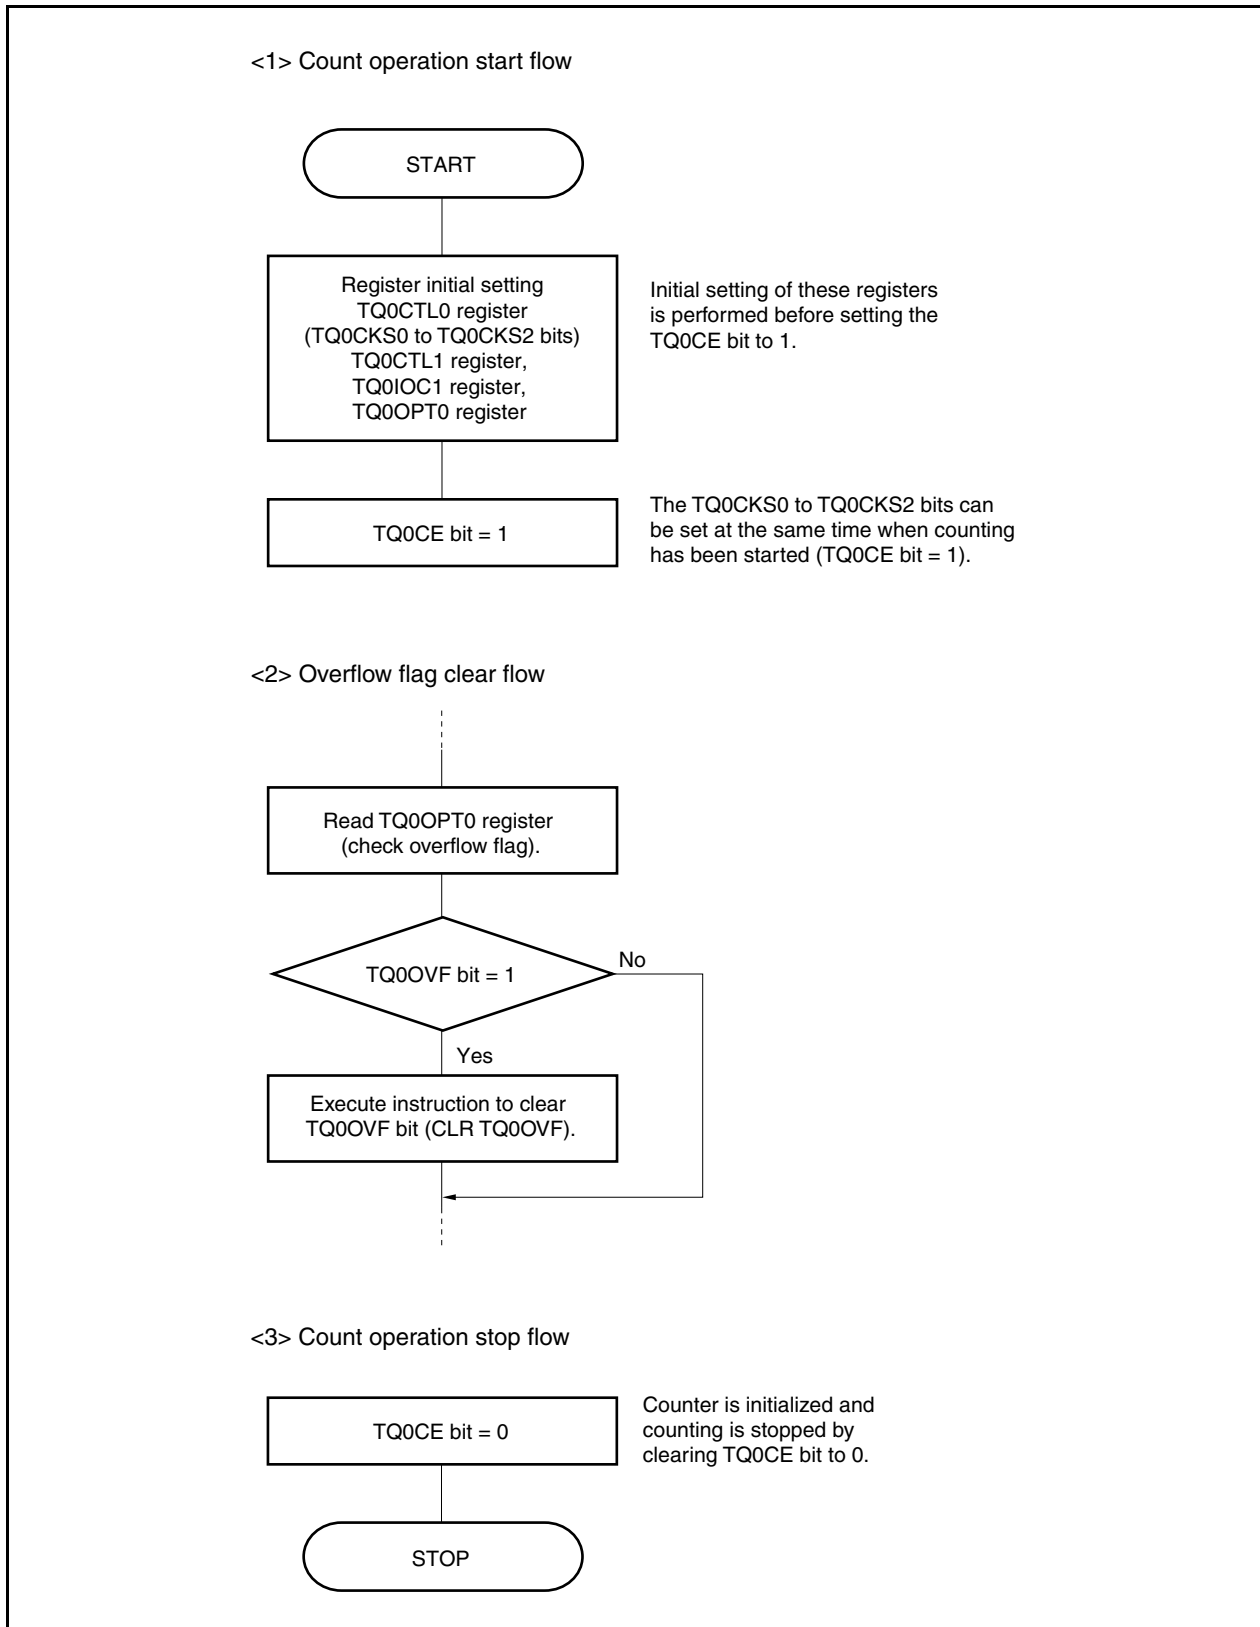 <1> Count operation start flow
START
Register initial setting
TQ0CTL0 register
(TQ0CKS0 to TQ0CKS2 bits)
TQ0CTL1 register,
TQ0IOC1 register,
TQ0OPT0 register
Initial setting of these registers
is performed before setting the
TQ0CE bit to 1.
TQ0CE bit = 1
The TQ0CKS0 to TQ0CKS2 bits can
be set at the same time when counting
has been started (TQ0CE bit = 1).
<2> Overflow flag clear flow
Read TQ0OPT0 register
(check overflow flag).
TQ0OVF bit = 1
No
Yes
Execute instruction to clear
TQ0OVF bit (CLR TQ0OVF).
<3> Count operation stop flow
TQ0CE bit = 0
Counter is initialized and
counting is stopped by
clearing TQ0CE bit to 0.
STOP